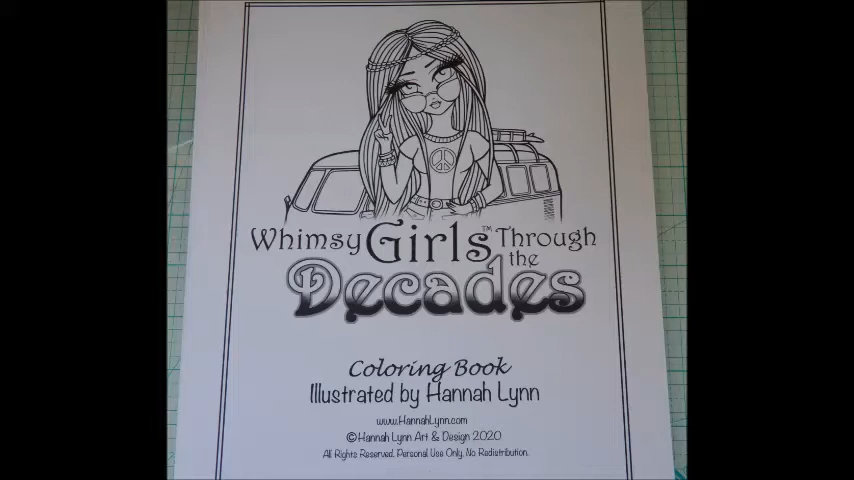 Whimsy Girls™ Through
the
Decades
Coloring Book
Illustrated by Hannah Lynn
www.HannahLynn.com
©Hannah Lynn Art & Design 2020
All Rights Reserved. Personal Use Only, No Redistribution.